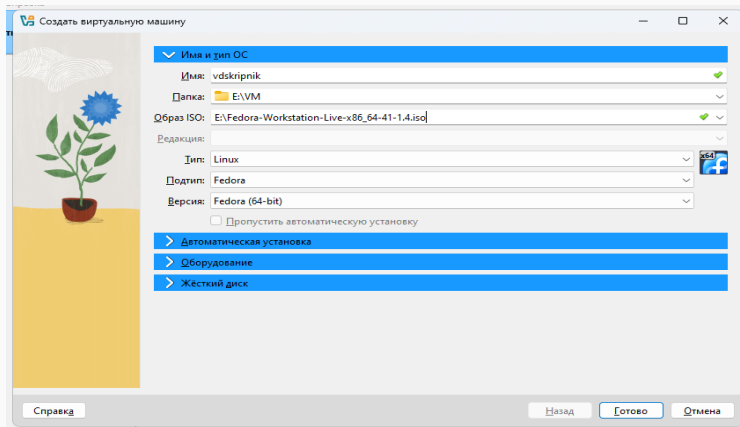 Создать виртуальную машину
Имя и тип ОС
Имя: vdskripnik
Папка: E:\VM
Образ ISO: E:\Fedora-Workstation-Live-x86_64-41-1.4.iso
Редакция:
Тип: Linux
x64
Подтип: Fedora
Версия: Fedora (64-bit)
Пропустить автоматическую установку
Автоматическая установка
Оборудование
Жёсткий диск
Справка Назад Готово Отмена